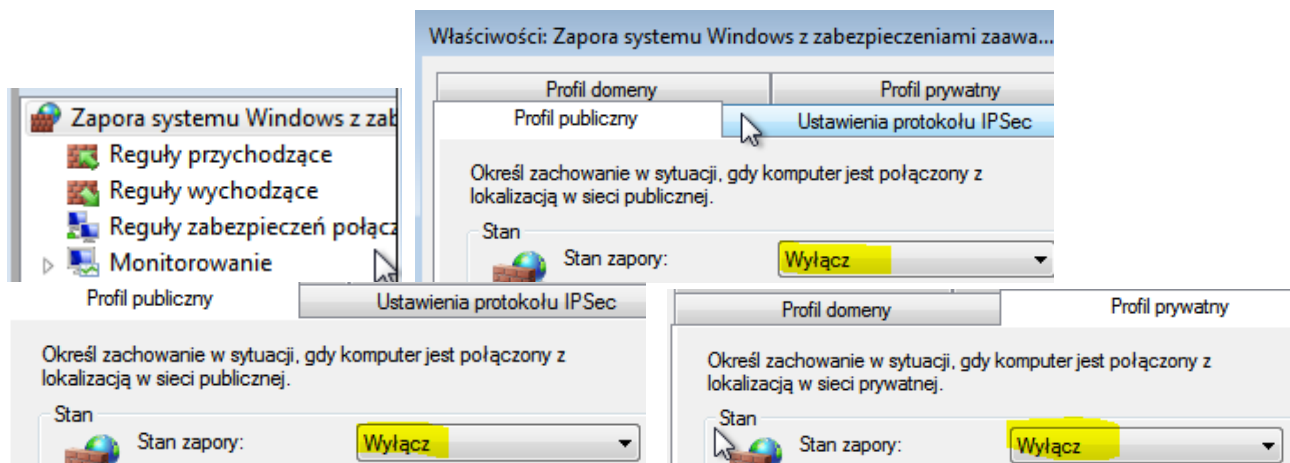 Właściwości: Zapora systemu Windows z zabezpieczeniami zaawa...
Profil domeny
Profil prywatny
Profil publiczny
Ustawienia protokołu IPSec
Określ zachowanie w sytuacji, gdy komputer jest połączony z
lokalizacją w sieci publicznej.
Stan
Stan zapory:
Wyłącz
Zapora systemu Windows z zab
Reguły przychodzące
Reguły wychodzące
Reguły zabezpieczeń połącz
Monitorowanie
Profil publiczny
Ustawienia protokołu IPSec
Określ zachowanie w sytuacji, gdy komputer jest połączony z
lokalizacją w sieci publicznej.
Stan
Stan zapory:
Wyłącz
Profil domeny
Profil prywatny
Określ zachowanie w sytuacji, gdy komputer jest połączony z
lokalizacją w sieci prywatnej.
Stan
Stan zapory:
Wyłącz